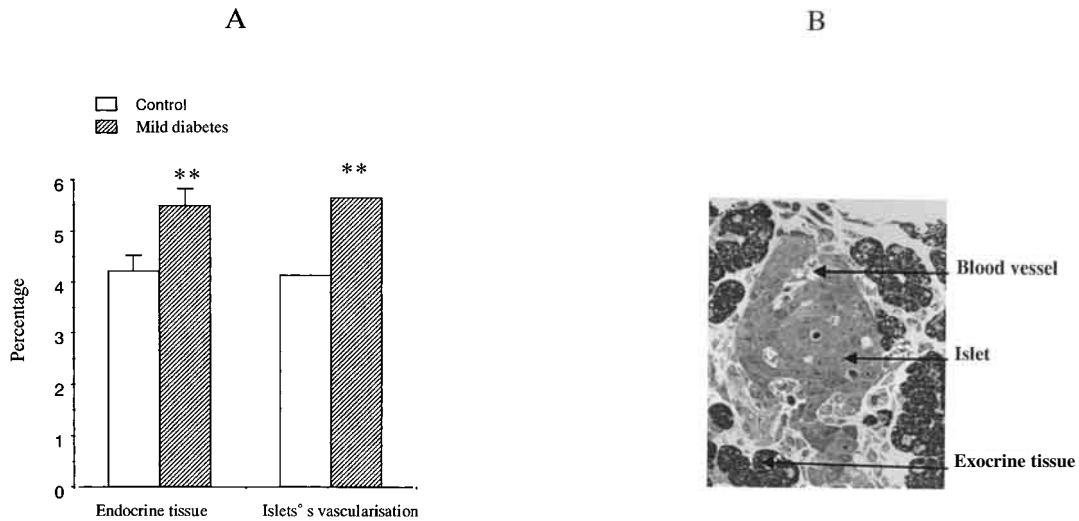 A
B
Control
Mild diabetes
**
**
6
5
4
3
2
1
0
Percentage
Endocrine tissue
Islets° s vascularisation
Blood vessel
Islet
Exocrine tissue